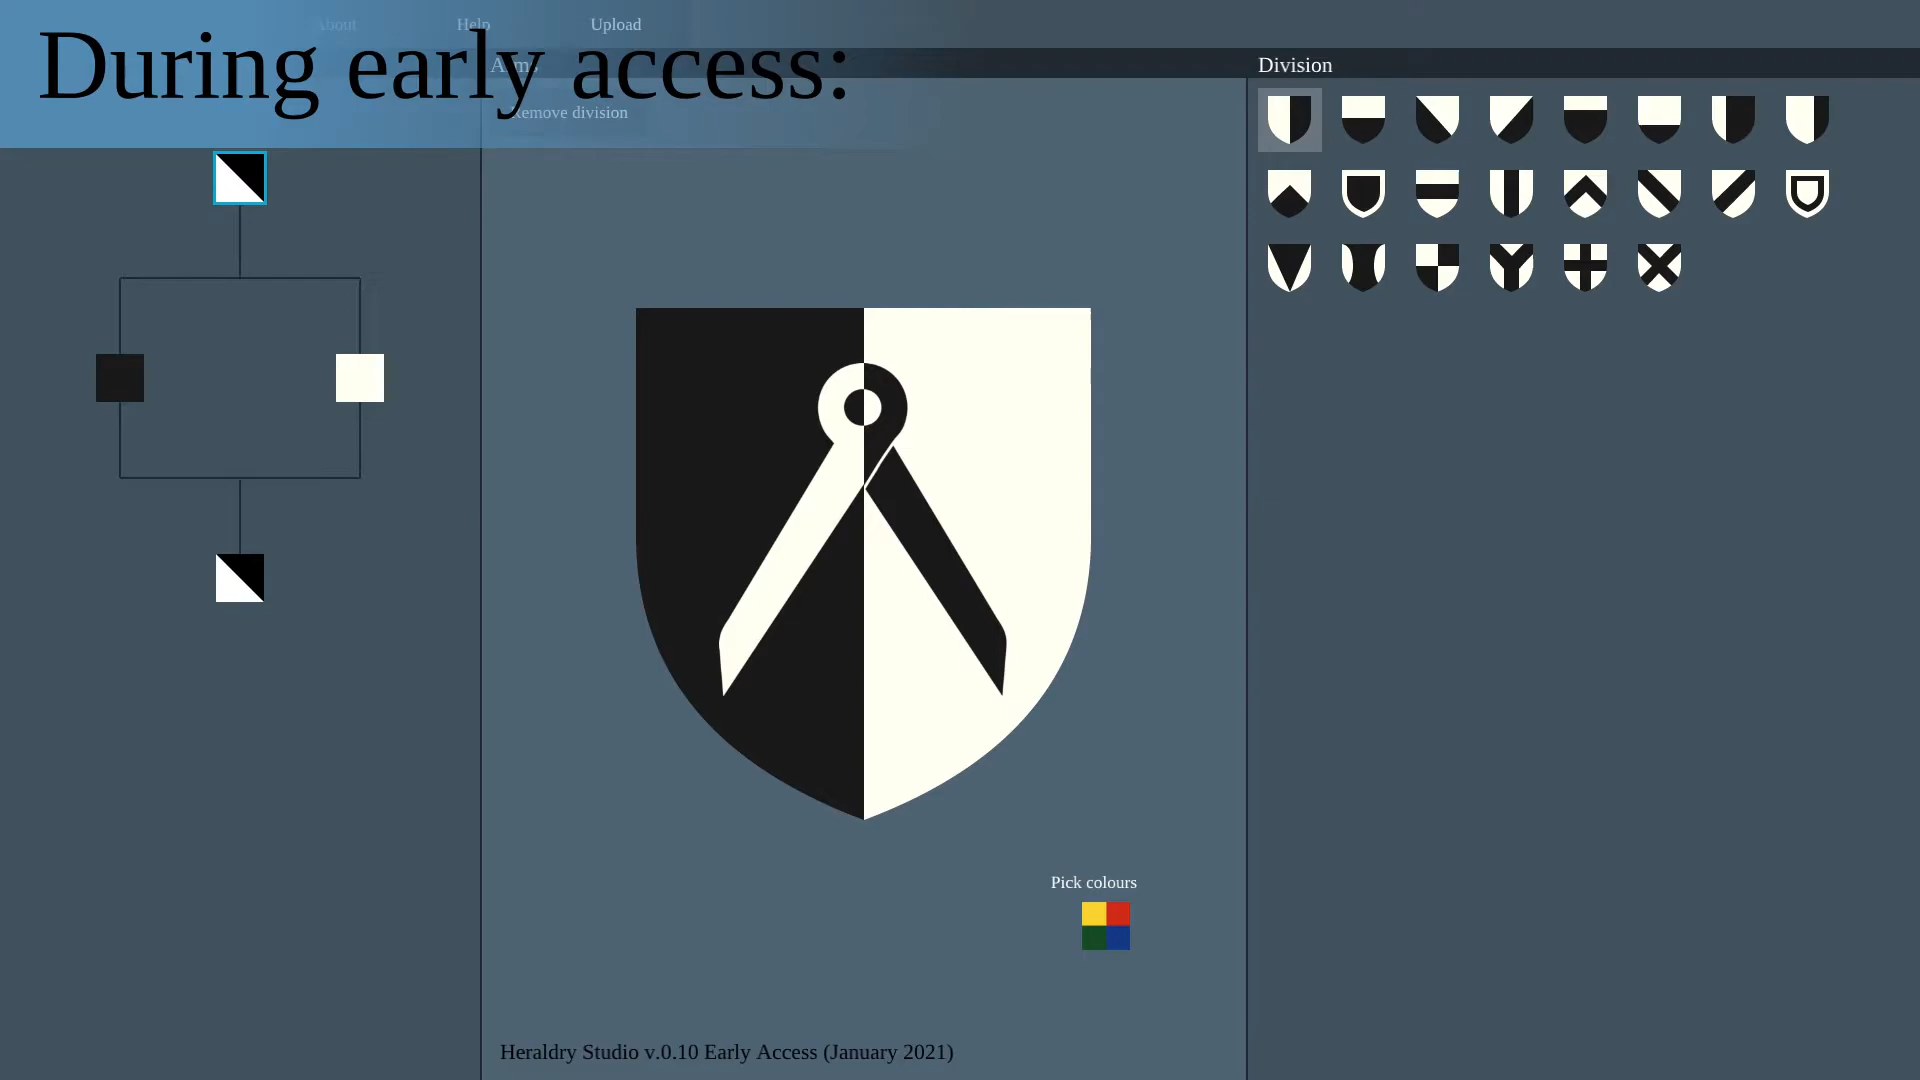 About Help Upload
During early access:
Arms
Division
Remove division
Pick colours
Heraldry Studio v.0.10 Early Access (January 2021)